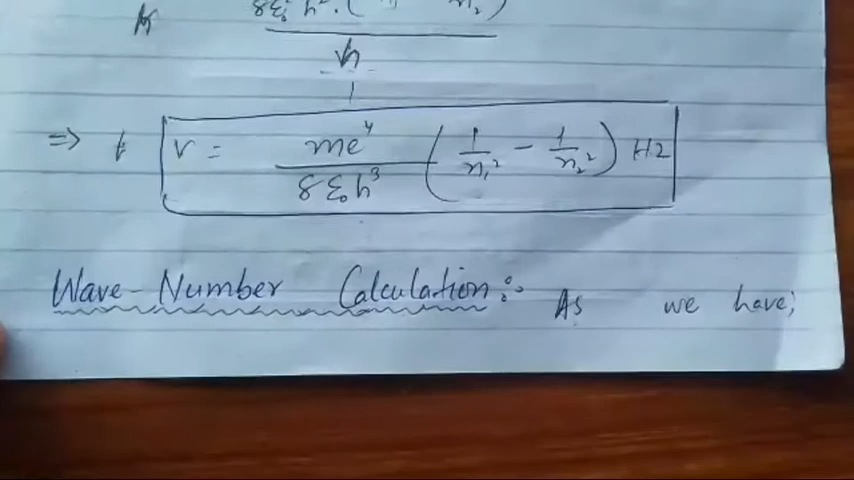 h
⇒ ν = me⁴ / 8ε₀²h³ (1/n₁² − 1/n₂²) HZ
Wave-Number Calculation:- As we have;